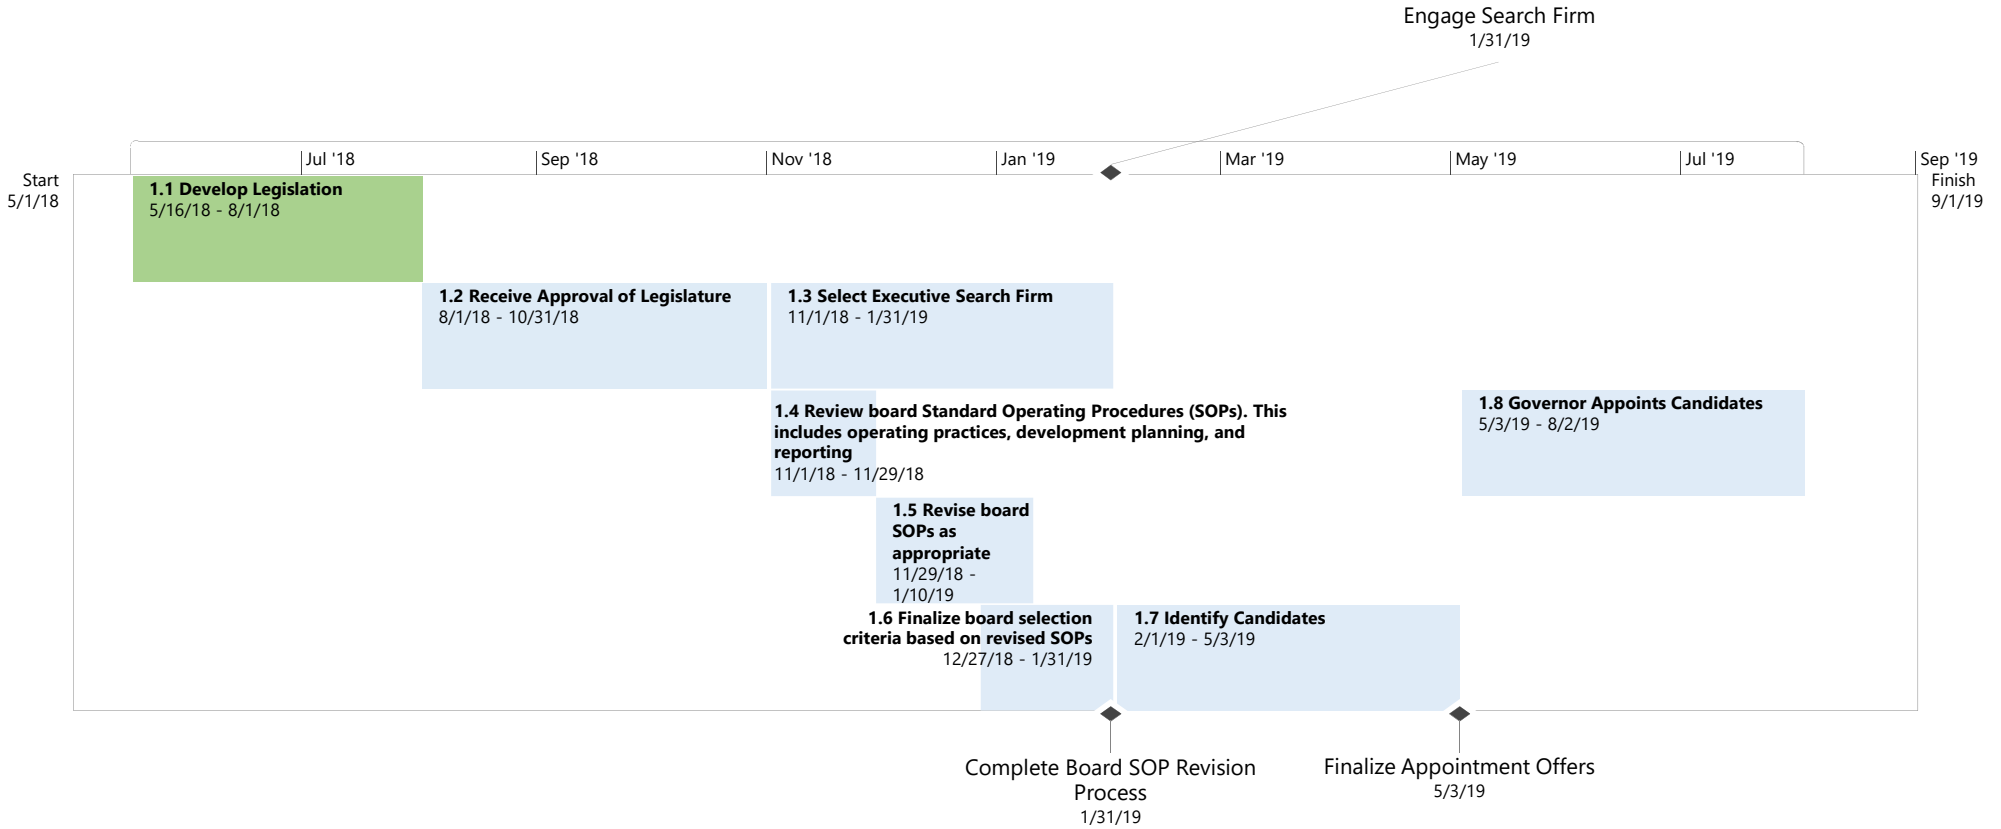 Engage Search Firm
1/31/19
Jul '18
Sep '18
Nov '18
Jan '19
Mar '19
May '19
Jul '19
Sep '19
Start
5/1/18
Finish
9/1/19
1.1 Develop Legislation
5/16/18 - 8/1/18
1.2 Receive Approval of Legislature
8/1/18 - 10/31/18
1.3 Select Executive Search Firm
11/1/18 - 1/31/19
1.4 Review board Standard Operating Procedures (SOPs). This
includes operating practices, development planning, and
reporting
11/1/18 - 11/29/18
1.8 Governor Appoints Candidates
5/3/19 - 8/2/19
1.5 Revise board
SOPs as
appropriate
11/29/18 -
1/10/19
1.6 Finalize board selection
criteria based on revised SOPs
12/27/18 - 1/31/19
1.7 Identify Candidates
2/1/19 - 5/3/19
Complete Board SOP Revision
Process
1/31/19
Finalize Appointment Offers
5/3/19